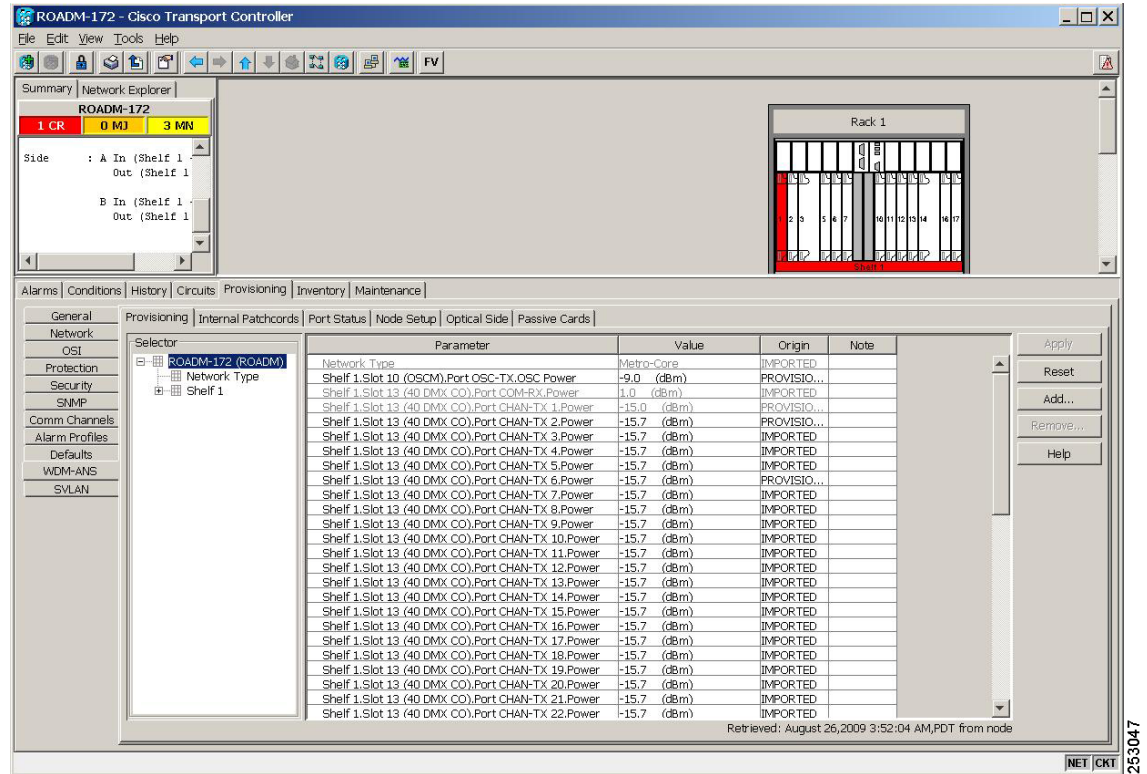 ROADM-172 - Cisco Transport Controller
File Edit View Tools Help
FV
Summary Network Explorer
ROADM-172
1 CR 0 MJ 3 MN
Side : A In (Shelf 1 -
Out (Shelf 1
B In (Shelf 1 -
Out (Shelf 1
Rack 1
1 2 3 5 6 7 10 11 12 13 14 16 17
Shelf 1
Alarms Conditions History Circuits Provisioning Inventory Maintenance
General
Network
OSI
Protection
Security
SNMP
Comm Channels
Alarm Profiles
Defaults
WDM-ANS
SVLAN
Provisioning Internal Patchcords Port Status Node Setup Optical Side Passive Cards
Selector
ROADM-172 (ROADM)
Network Type
Shelf 1
Parameter Value Origin Note
Network Type Metro-Core IMPORTED
Shelf 1.Slot 10 (OSCM).Port OSC-TX.OSC Power -9.0 (dBm) PROVISIO...
Shelf 1.Slot 13 (40 DMX CO).Port COM-RX.Power 1.0 (dBm) IMPORTED
Shelf 1.Slot 13 (40 DMX CO).Port CHAN-TX 1.Power -15.0 (dBm) PROVISIO...
Shelf 1.Slot 13 (40 DMX CO).Port CHAN-TX 2.Power -15.7 (dBm) PROVISIO...
Shelf 1.Slot 13 (40 DMX CO).Port CHAN-TX 3.Power -15.7 (dBm) IMPORTED
Shelf 1.Slot 13 (40 DMX CO).Port CHAN-TX 4.Power -15.7 (dBm) IMPORTED
Shelf 1.Slot 13 (40 DMX CO).Port CHAN-TX 5.Power -15.7 (dBm) IMPORTED
Shelf 1.Slot 13 (40 DMX CO).Port CHAN-TX 6.Power -15.7 (dBm) PROVISIO...
Shelf 1.Slot 13 (40 DMX CO).Port CHAN-TX 7.Power -15.7 (dBm) IMPORTED
Shelf 1.Slot 13 (40 DMX CO).Port CHAN-TX 8.Power -15.7 (dBm) IMPORTED
Shelf 1.Slot 13 (40 DMX CO).Port CHAN-TX 9.Power -15.7 (dBm) IMPORTED
Shelf 1.Slot 13 (40 DMX CO).Port CHAN-TX 10.Power -15.7 (dBm) IMPORTED
Shelf 1.Slot 13 (40 DMX CO).Port CHAN-TX 11.Power -15.7 (dBm) IMPORTED
Shelf 1.Slot 13 (40 DMX CO).Port CHAN-TX 12.Power -15.7 (dBm) IMPORTED
Shelf 1.Slot 13 (40 DMX CO).Port CHAN-TX 13.Power -15.7 (dBm) IMPORTED
Shelf 1.Slot 13 (40 DMX CO).Port CHAN-TX 14.Power -15.7 (dBm) IMPORTED
Shelf 1.Slot 13 (40 DMX CO).Port CHAN-TX 15.Power -15.7 (dBm) IMPORTED
Shelf 1.Slot 13 (40 DMX CO).Port CHAN-TX 16.Power -15.7 (dBm) IMPORTED
Shelf 1.Slot 13 (40 DMX CO).Port CHAN-TX 17.Power -15.7 (dBm) IMPORTED
Shelf 1.Slot 13 (40 DMX CO).Port CHAN-TX 18.Power -15.7 (dBm) IMPORTED
Shelf 1.Slot 13 (40 DMX CO).Port CHAN-TX 19.Power -15.7 (dBm) IMPORTED
Shelf 1.Slot 13 (40 DMX CO).Port CHAN-TX 20.Power -15.7 (dBm) IMPORTED
Shelf 1.Slot 13 (40 DMX CO).Port CHAN-TX 21.Power -15.7 (dBm) IMPORTED
Shelf 1.Slot 13 (40 DMX CO).Port CHAN-TX 22.Power -15.7 (dBm) IMPORTED
Apply
Reset
Add...
Remove...
Help
Retrieved: August 26,2009 3:52:04 AM,PDT from node
NET CKT
253047